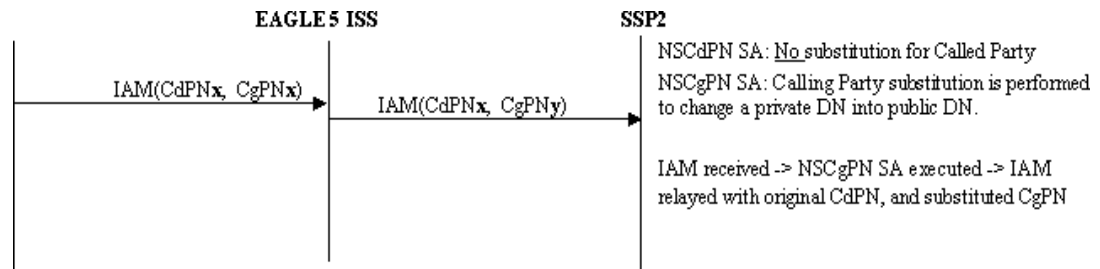 EAGLE 5 ISS
SSP2
IAM(CdPNx, CgPNx)
IAM(CdPNx, CgPNy)
NSCdPN SA: No substitution for Called Party
NSCgPN SA: Calling Party substitution is performed
to change a private DN into public DN.
IAM received -> NSCgPN SA executed -> IAM
relayed with original CdPN, and substituted CgPN